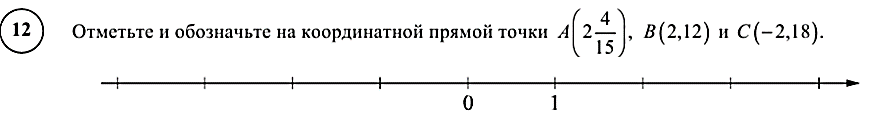 12 Отметьте и обозначьте на координатной прямой точки A(2 4/15), B(2,12) и C(−2,18).
0 1